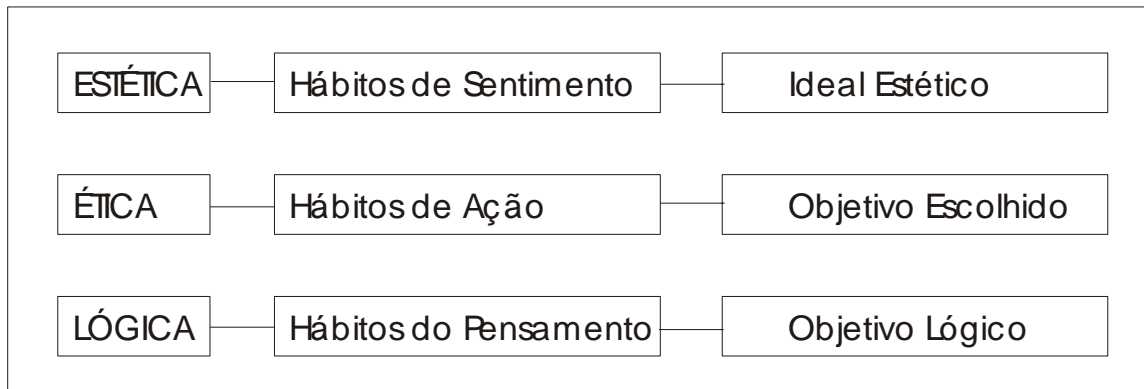 ESTÉTICA Hábitos de Sentimento Ideal Estético
ÉTICA Hábitos de Ação Objetivo Escolhido
LÓGICA Hábitos do Pensamento Objetivo Lógico